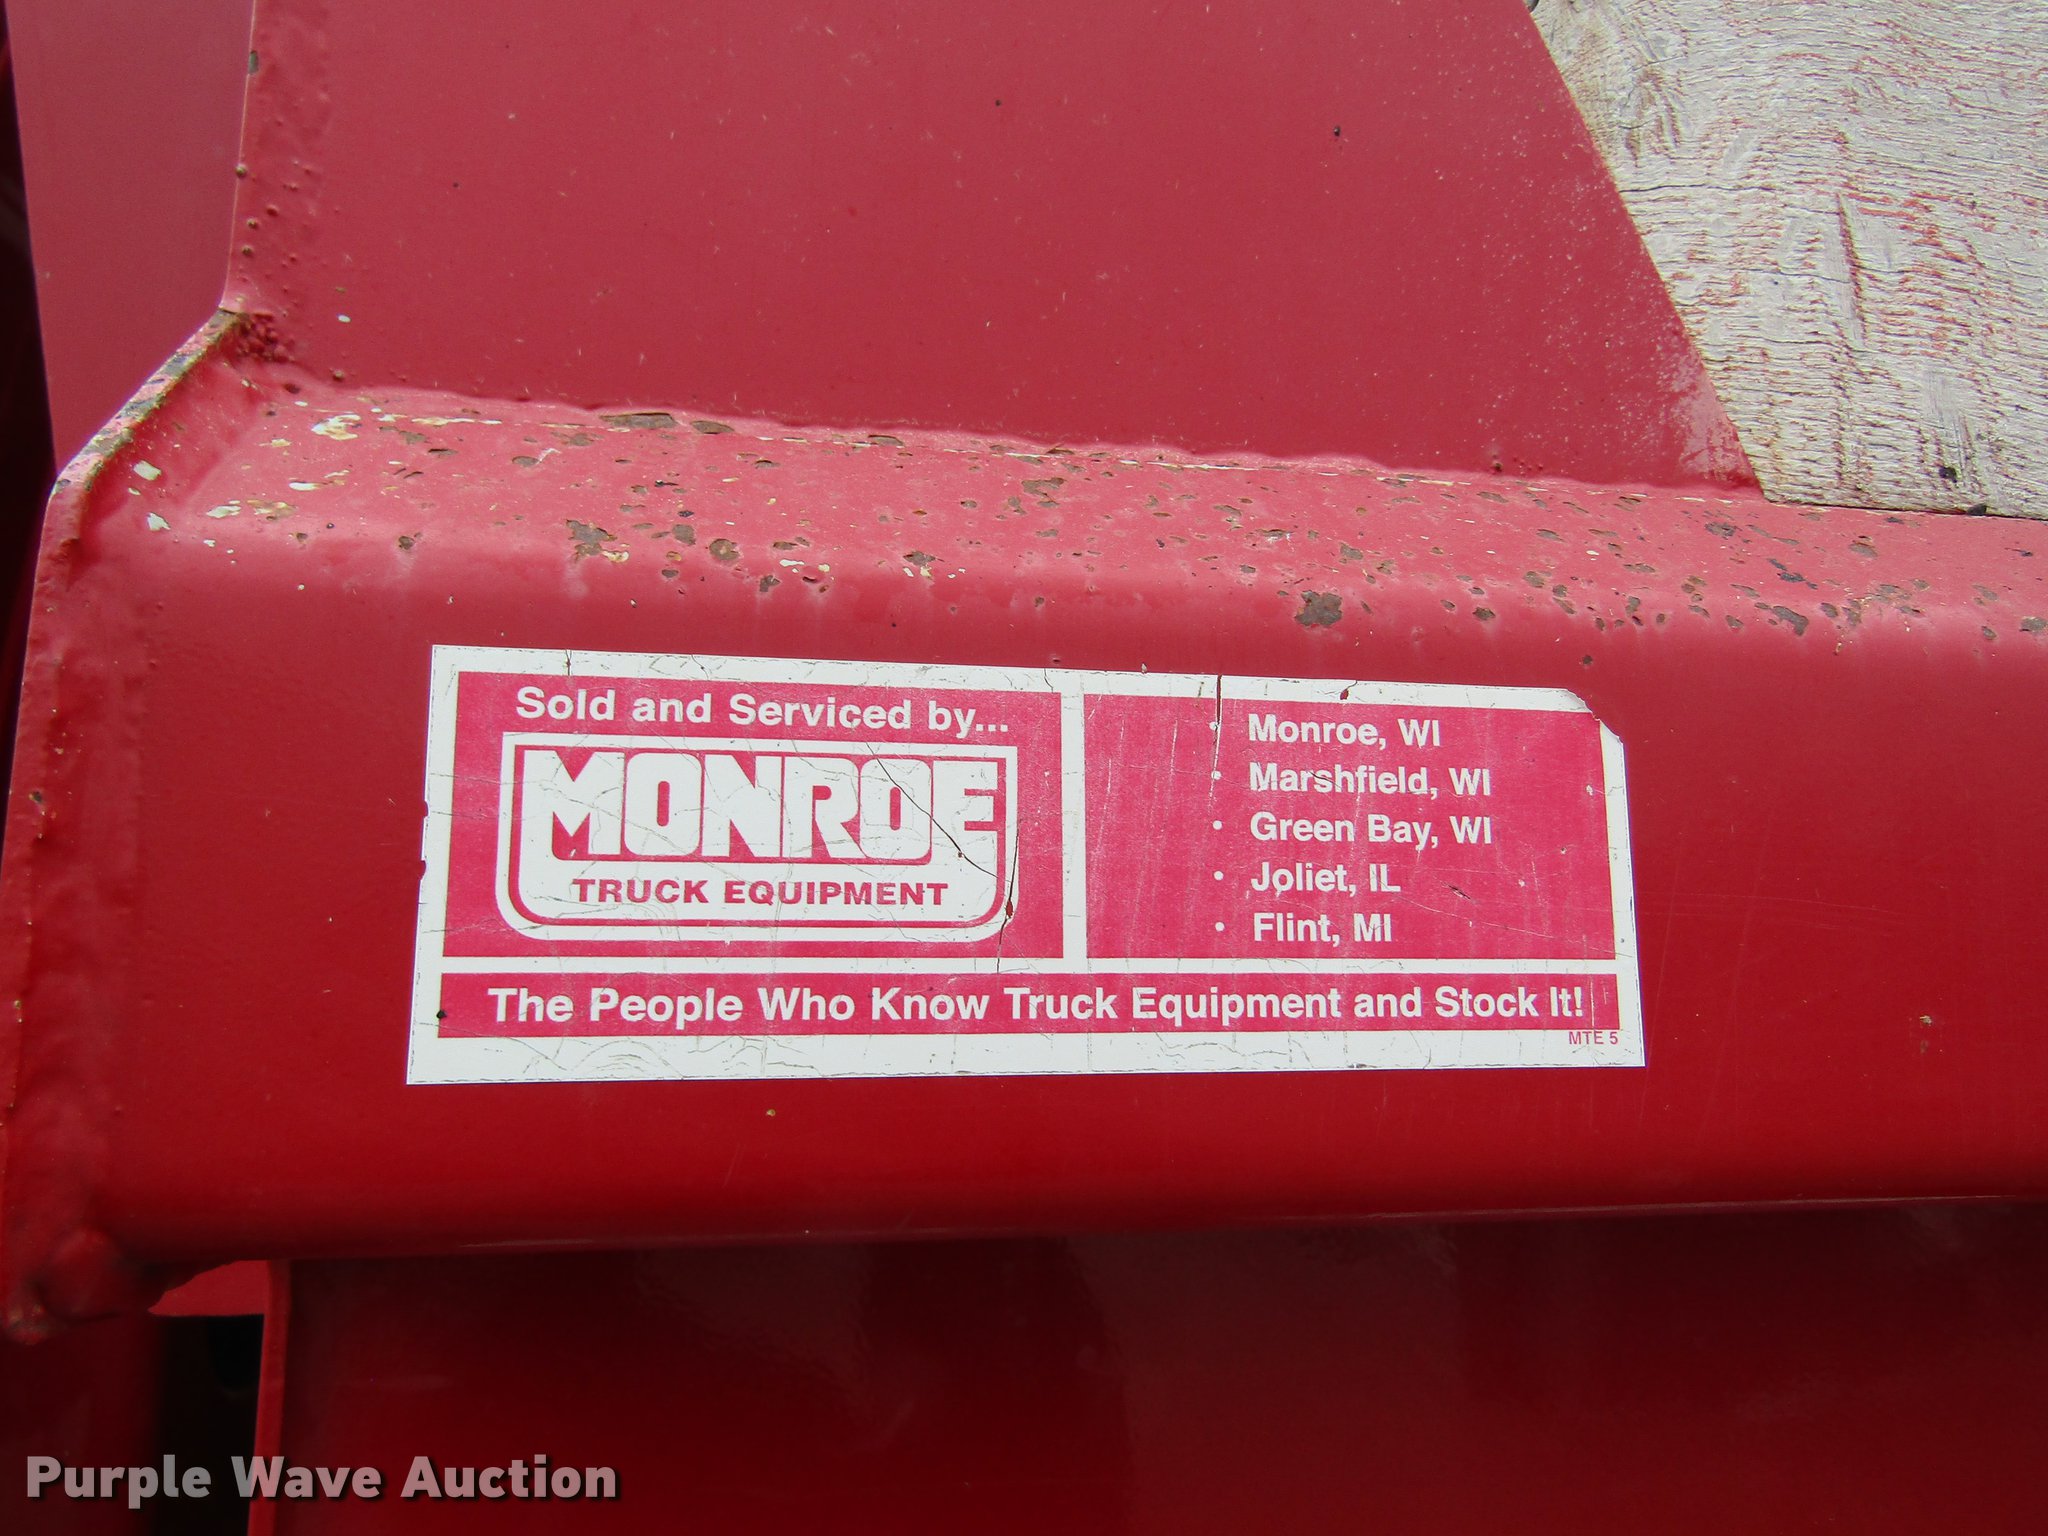 Sold and Serviced by...
MONROE
TRUCK EQUIPMENT
• Monroe, WI
• Marshfield, WI
• Green Bay, WI
• Joliet, IL
• Flint, MI
The People Who Know Truck Equipment and Stock It!
MTE 5
Purple Wave Auction